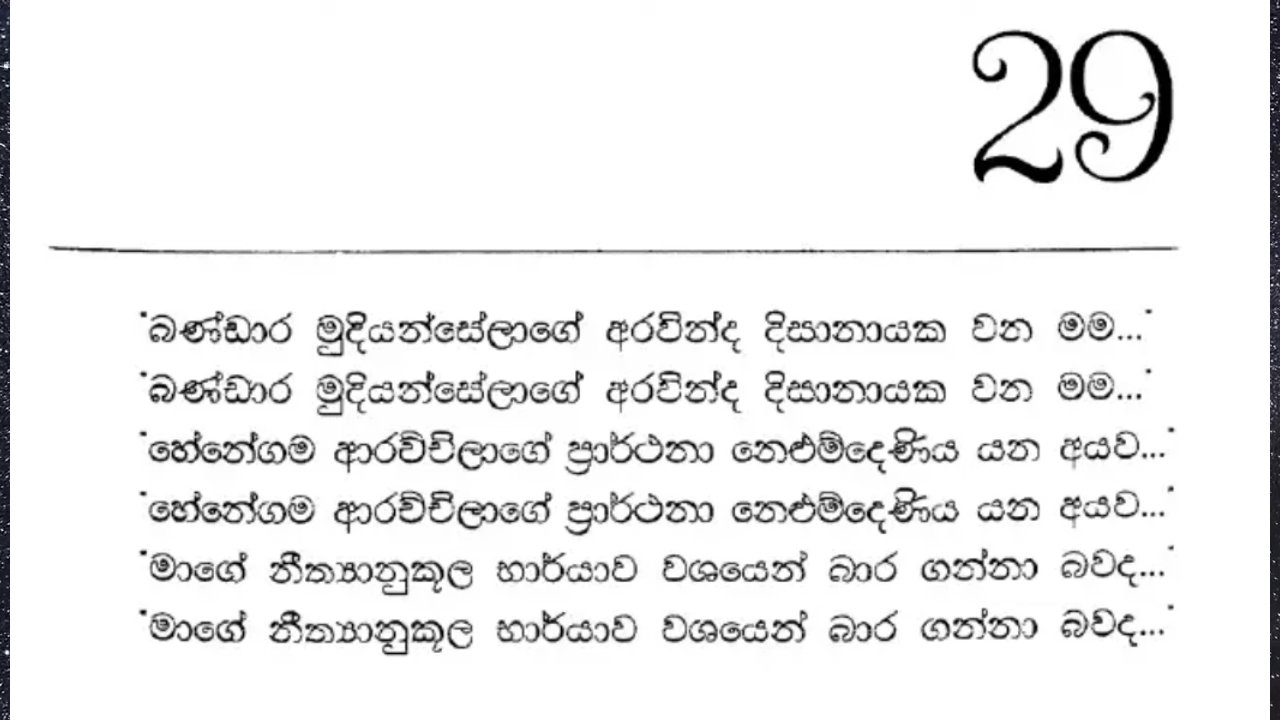 29
"බණ්ඩාර මුදියන්සේලාගේ අරවින්ද දිසානායක වන මම..."
"බණ්ඩාර මුදියන්සේලාගේ අරවින්ද දිසානායක වන මම..."
"හේනේගම ආරච්චිලාගේ ප්‍රාර්ථනා නෙළුම්දෙණිය යන අයව..."
"හේනේගම ආරච්චිලාගේ ප්‍රාර්ථනා නෙළුම්දෙණිය යන අයව..."
"මාගේ නීත්‍යානුකූල භාර්යාව වශයෙන් බාර ගන්නා බවද..."
"මාගේ නීත්‍යානුකූල භාර්යාව වශයෙන් බාර ගන්නා බවද..."